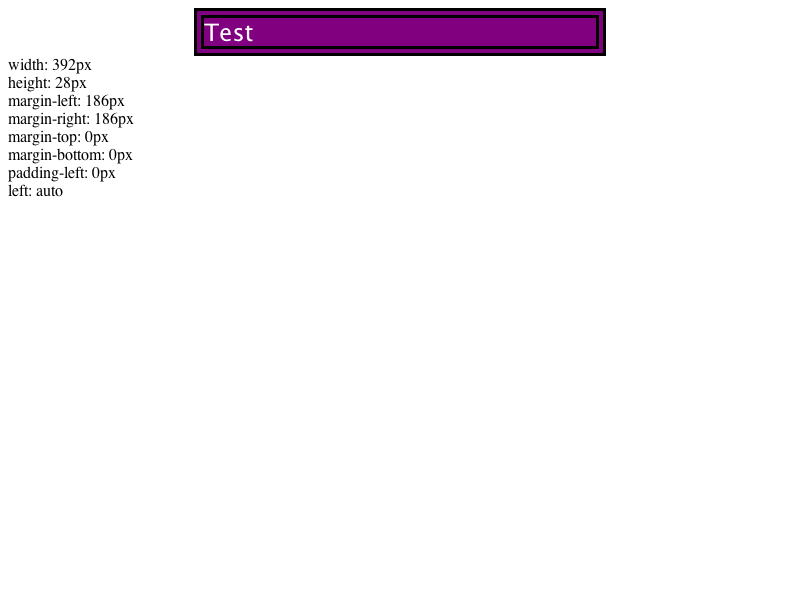 Test
width: 392px
height: 28px
margin-left: 186px
margin-right: 186px
margin-top: 0px
margin-bottom: 0px
padding-left: 0px
left: auto